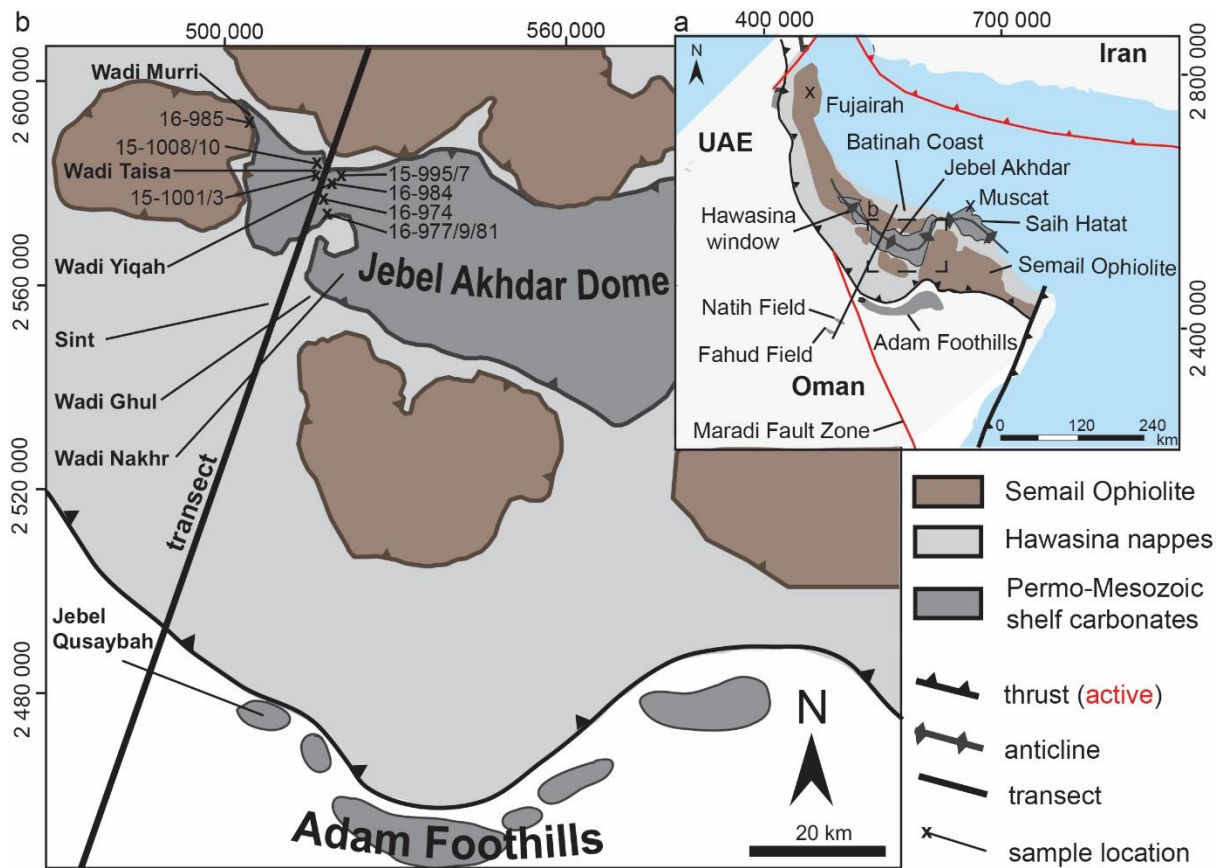 b
500 000
560 000
2 600 000
2 560 000
2 520 000
2 480 000
Wadi Murri
16-985
15-1008/10
Wadi Taisa
15-1001/3
15-995/7
16-984
16-974
16-977/9/81
Wadi Yiqah
Jebel Akhdar Dome
Sint
Wadi Ghul
Wadi Nakhr
transect
Jebel
Qusaybah
Adam Foothills
N
20 km
a
400 000
700 000
2 800 000
2 400 000
N
Iran
Fujairah
UAE
Batinah Coast
Jebel Akhdar
Muscat
Hawasina
window
b
Saih Hatat
Semail Ophiolite
Natih Field
Fahud Field
Adam Foothills
Oman
Maradi Fault Zone
0 120 240
km
Semail Ophiolite
Hawasina nappes
Permo-Mesozoic
shelf carbonates
thrust (active)
anticline
transect
x
sample location